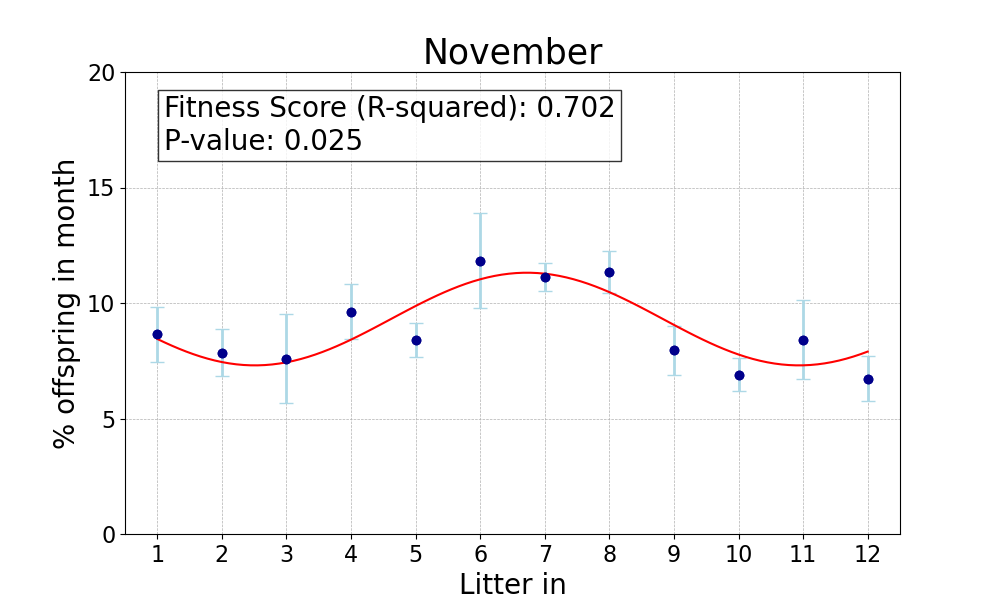 November
Fitness Score (R-squared): 0.702
P-value: 0.025
% offspring in month
20
15
10
5
0
1 2 3 4 5 6 7 8 9 10 11 12
Litter in